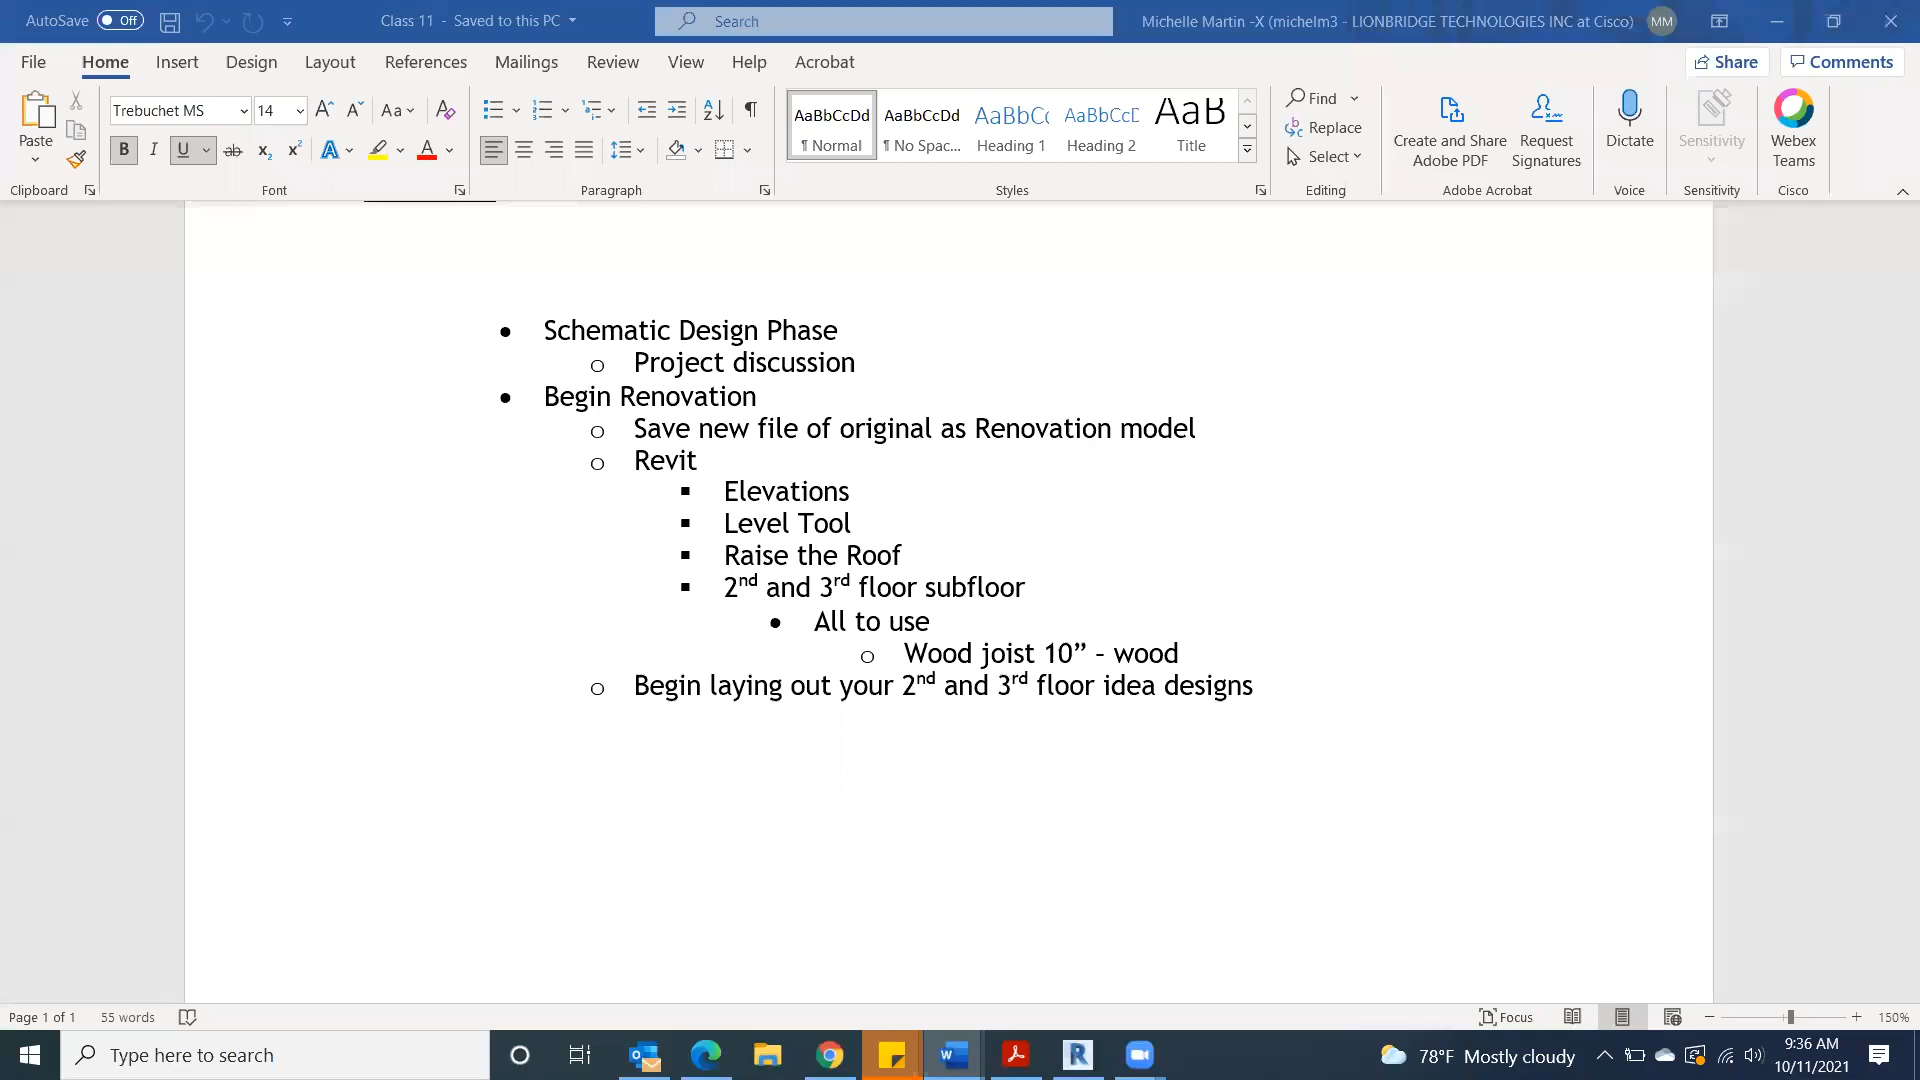 AutoSave Off Class 11 - Saved to this PC Search Michelle Martin -X (michelm3 - LIONBRIDGE TECHNOLOGIES INC at Cisco) MM
File Home Insert Design Layout References Mailings Review View Help Acrobat Share Comments
Paste
Trebuchet MS 14 Aa
B I U ab x₂ x² A A
AaBbCcDd AaBbCcDd AaBbCc AaBbCcD AaB
¶ Normal ¶ No Spac... Heading 1 Heading 2 Title
Find
Replace
Select
Create and Share Adobe PDF
Request Signatures
Dictate
Sensitivity
Webex Teams
Clipboard Font Paragraph Styles Editing Adobe Acrobat Voice Sensitivity Cisco
• Schematic Design Phase
o Project discussion
• Begin Renovation
o Save new file of original as Renovation model
o Revit
▪ Elevations
▪ Level Tool
▪ Raise the Roof
▪ 2nd and 3rd floor subfloor
• All to use
o Wood joist 10” – wood
o Begin laying out your 2nd and 3rd floor idea designs
Page 1 of 1 55 words Focus 150%
Type here to search 78°F Mostly cloudy 9:36 AM
10/11/2021